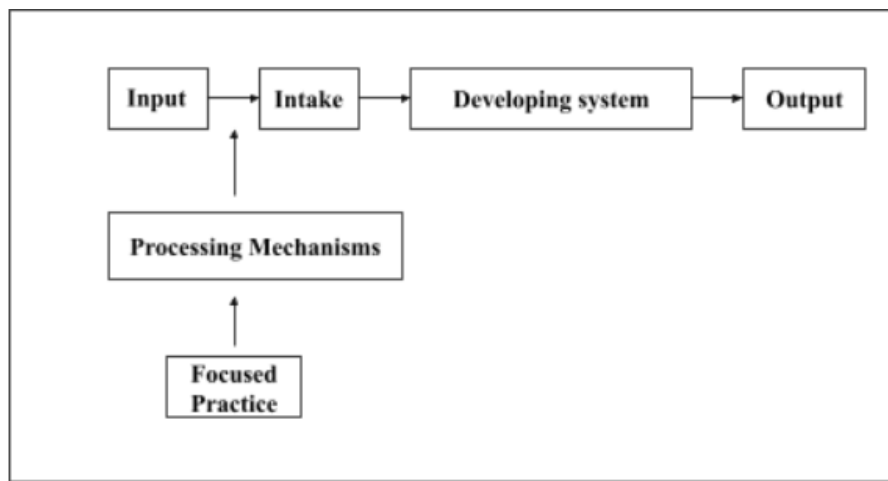 Input
Intake
Developing system
Output
Processing Mechanisms
Focused
Practice